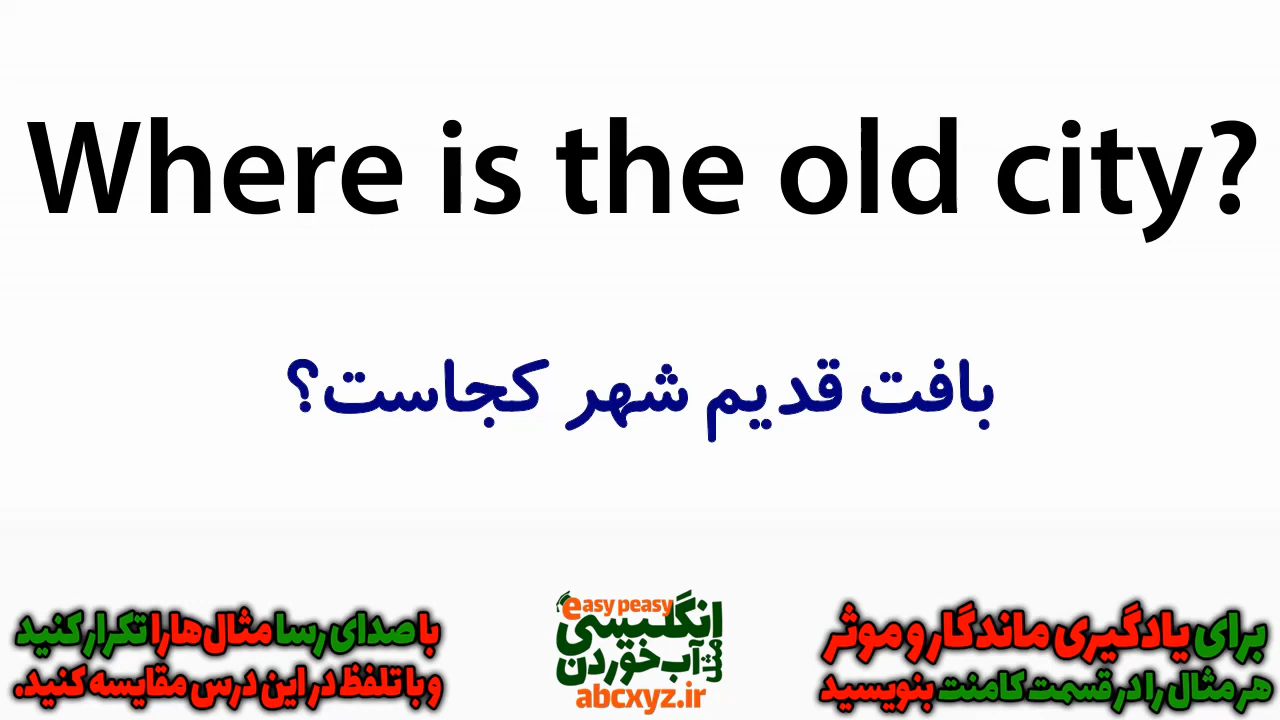 Where is the old city?
بافت قدیم شهر کجاست؟
برای یادگیری ماندگار و موثر
هر مثال را در قسمت کامنت بنویسید
easy peasy
انگلیسی
مثل آب خوردن
abcxyz.ir
با صدای رسا مثال‌ها را تکرار کنید
و با تلفظ در این درس مقایسه کنید.